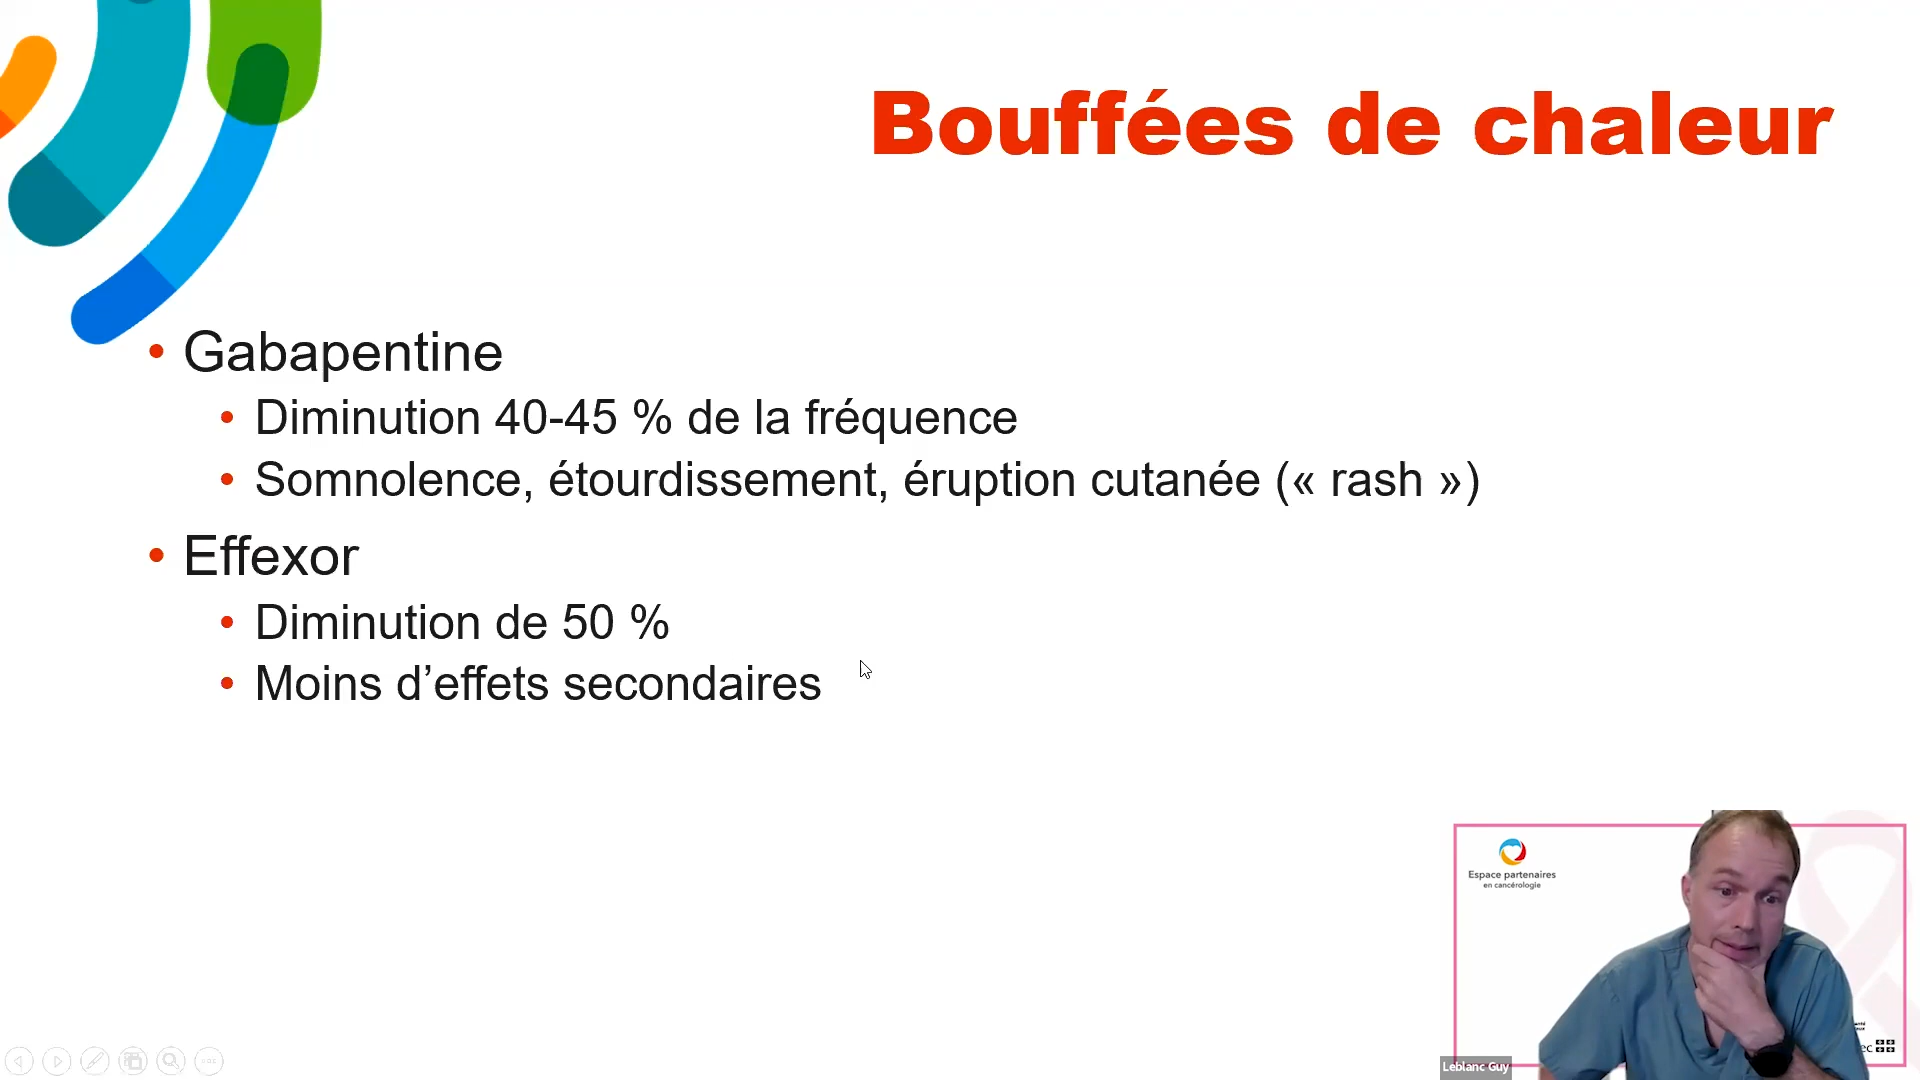 Bouffées de chaleur
• Gabapentine
• Diminution 40-45 % de la fréquence
• Somnolence, étourdissement, éruption cutanée (« rash »)
• Effexor
• Diminution de 50 %
• Moins d’effets secondaires
Espace partenaires
en cancérologie
Leblanc Guy